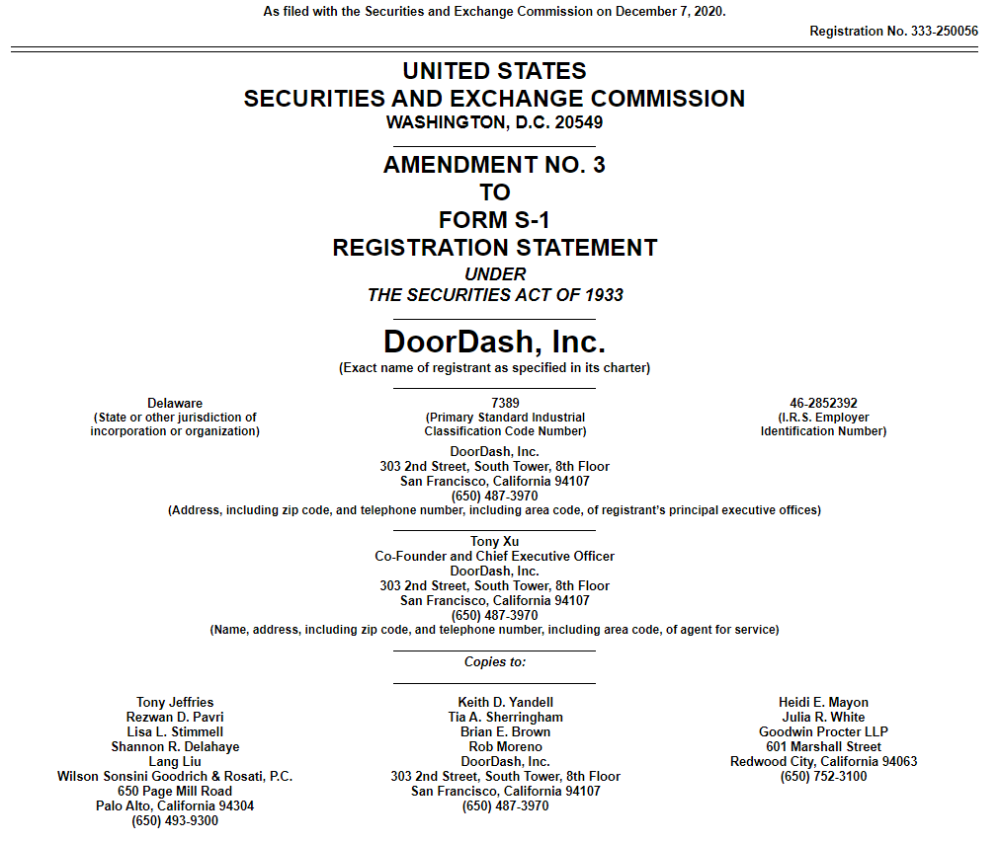 As filed with the Securities and Exchange Commission on December 7, 2020.
Registration No. 333-250056
UNITED STATES
SECURITIES AND EXCHANGE COMMISSION
WASHINGTON, D.C. 20549
AMENDMENT NO. 3
TO
FORM S-1
REGISTRATION STATEMENT
UNDER
THE SECURITIES ACT OF 1933
DoorDash, Inc.
(Exact name of registrant as specified in its charter)
Delaware
(State or other jurisdiction of
incorporation or organization)
7389
(Primary Standard Industrial
Classification Code Number)
46-2852392
(I.R.S. Employer
Identification Number)
DoorDash, Inc.
303 2nd Street, South Tower, 8th Floor
San Francisco, California 94107
(650) 487-3970
(Address, including zip code, and telephone number, including area code, of registrant's principal executive offices)
Tony Xu
Co-Founder and Chief Executive Officer
DoorDash, Inc.
303 2nd Street, South Tower, 8th Floor
San Francisco, California 94107
(650) 487-3970
(Name, address, including zip code, and telephone number, including area code, of agent for service)
Copies to:
Tony Jeffries
Rezwan D. Pavri
Lisa L. Stimmell
Shannon R. Delahaye
Lang Liu
Wilson Sonsini Goodrich & Rosati, P.C.
650 Page Mill Road
Palo Alto, California 94304
(650) 493-9300
Keith D. Yandell
Tia A. Sherringham
Brian E. Brown
Rob Moreno
DoorDash, Inc.
303 2nd Street, South Tower, 8th Floor
San Francisco, California 94107
(650) 487-3970
Heidi E. Mayon
Julia R. White
Goodwin Procter LLP
601 Marshall Street
Redwood City, California 94063
(650) 752-3100